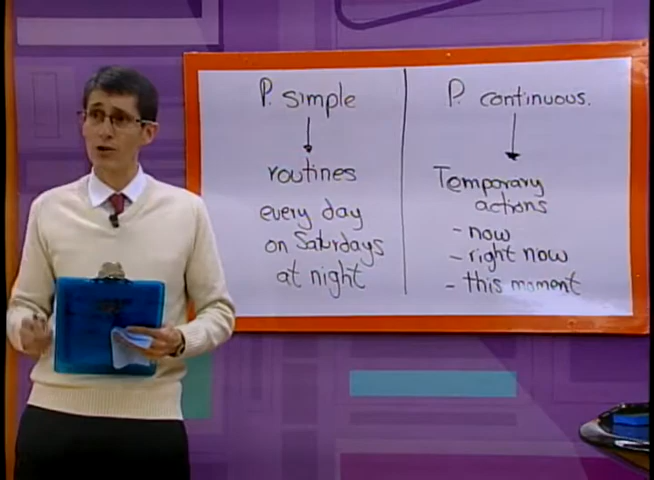 P. simple
routines
every day
on Saturdays
at night
P. continuous.
Temporary
actions
- now
- right now
- this moment